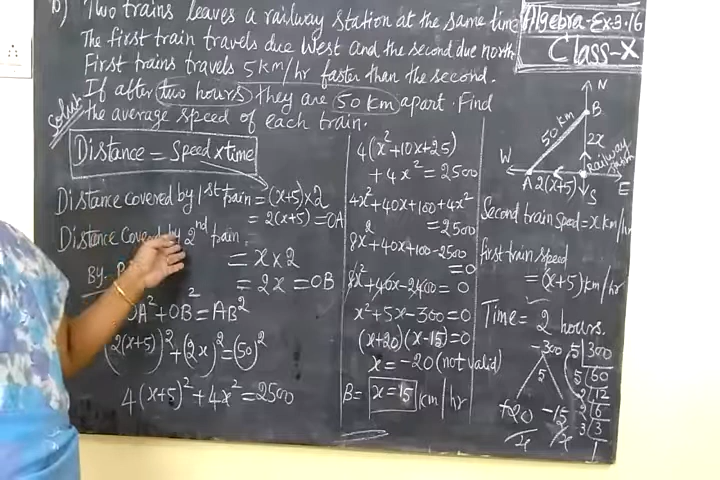 b) Two trains leaves a railway station at the same time
The first train travels due West and the second due north
First trains travels 5 km/hr faster than the second.
If after two hours they are 50 km apart. Find
the average speed of each train.
Algebra-Ex-3.16
Class-X
Solut
Distance = Speed x time
Distance covered by 1st train = (x+5)x2
= 2(x+5) = OA
Distance Covered by 2nd train.
= x x 2
= 2x = OB
By.
OA² + OB² = AB²
(2(x+5))² + (2x)² = (50)²
4(x+5)² + 4x² = 2500
4(x²+10x+25)
+4x² = 2500
4x²+40x+100+4x²
= 2500
8x²+40x+100-2500
= 0
8x²+40x-2400 = 0
x²+5x-300 = 0
(x+20)(x-15) = 0
x = -20 (not valid)
B = x = 15 km/hr
N
B
50 km
2x
Railway
W
A 2(x+5)
S
E
Second train Speed = x km/hr
first train speed
= (x+5) km/hr
Time = 2 hours.
-300
5
+20 -15
x x
5 300
5 60
2 12
2 6
3 3
1